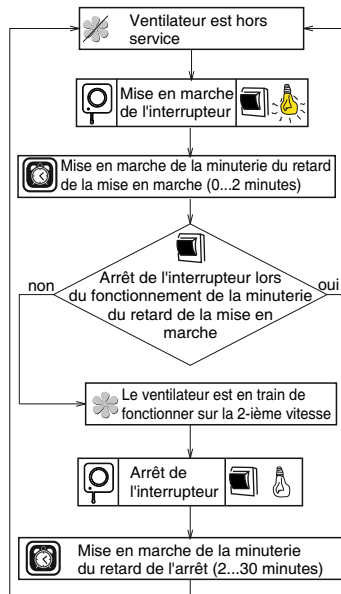 Ventilateur est hors
service
Mise en marche
de l'interrupteur
Mise en marche de la minuterie du retard
de la mise en marche (0...2 minutes)
non
oui
Arrêt de l'interrupteur lors
du fonctionnement de la minuterie
du retard de la mise en
marche
Le ventilateur est en train de
fonctionner sur la 2-ième vitesse
Arrêt de
l'interrupteur
Mise en marche de la minuterie
du retard de l'arrêt (2...30 minutes)